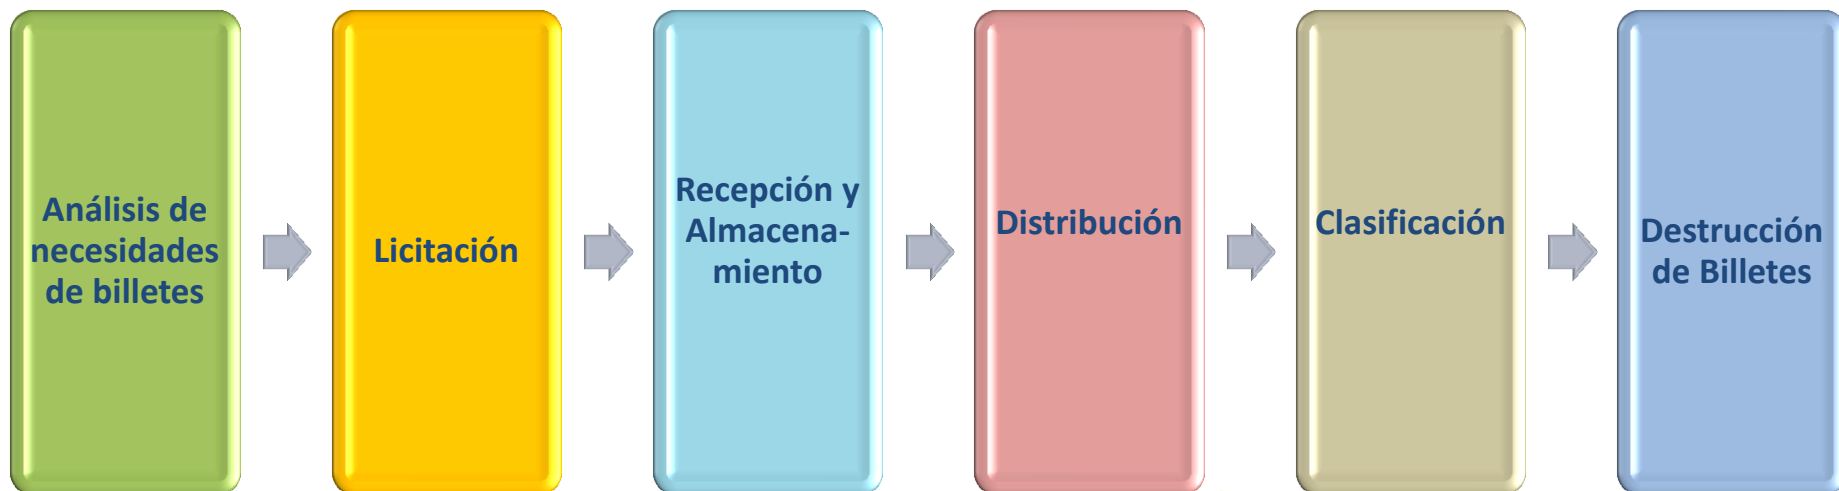 Análisis de
necesidades
de billetes
Licitación
Recepción y
Almacena-
miento
Distribución
Clasificación
Destrucción
de Billetes